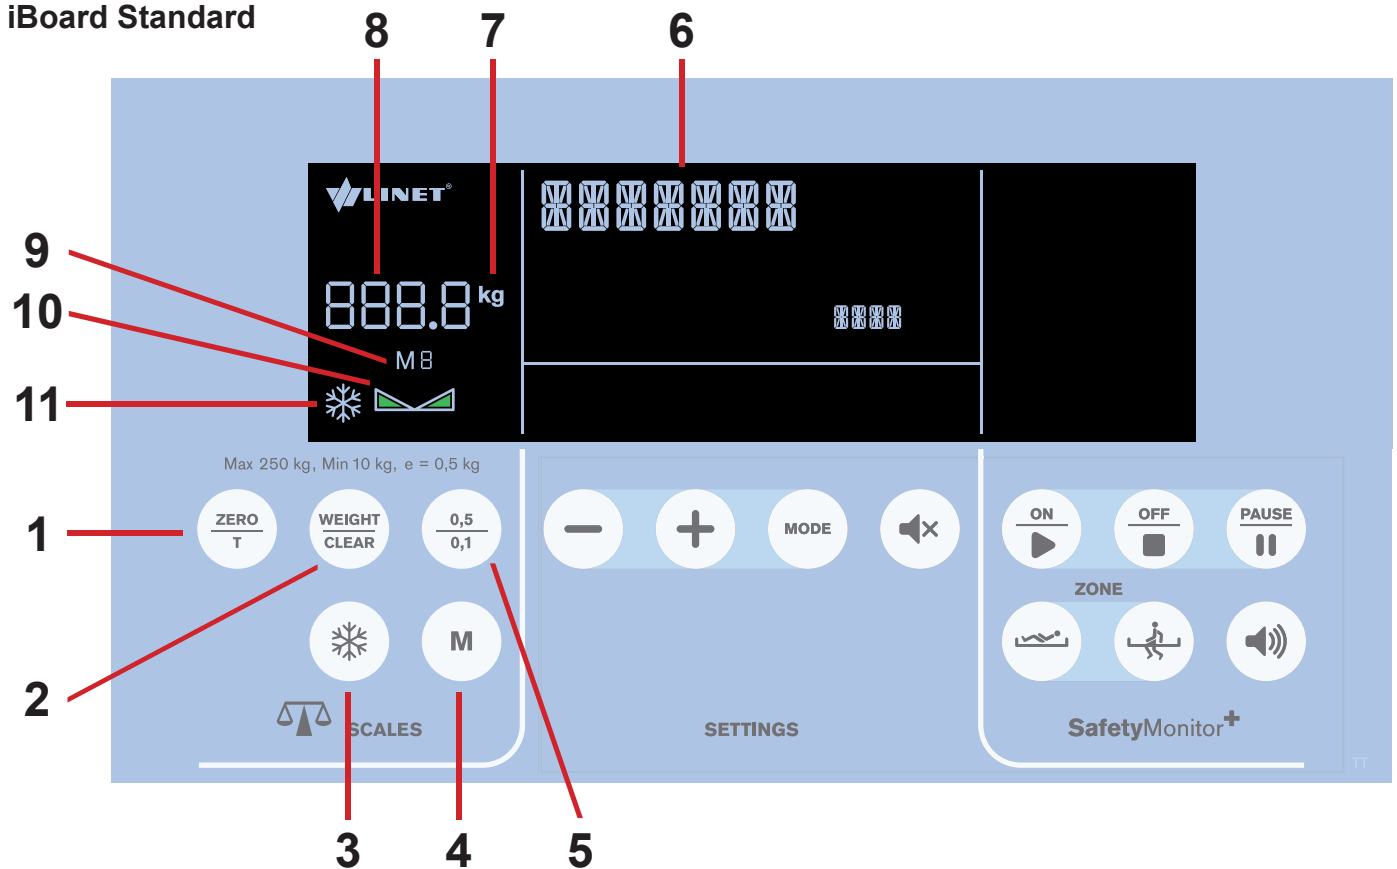 iBoard Standard
8 7 6
LINET®
9
888.8 kg
10
M 8
11
Max 250 kg, Min 10 kg, e = 0,5 kg
1
ZERO
T
WEIGHT
CLEAR
0,5
0,1
MODE
ON
OFF
PAUSE
ZONE
M
2
SCALES
SETTINGS
SafetyMonitor+
TT
3 4 5